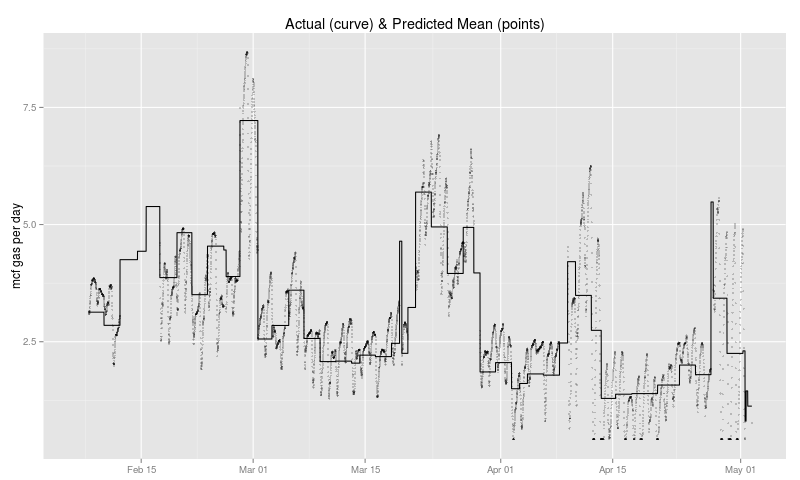 Actual (curve) & Predicted Mean (points)
mcf gas per day
7.5
5.0
2.5
Feb 15
Mar 01
Mar 15
Apr 01
Apr 15
May 01